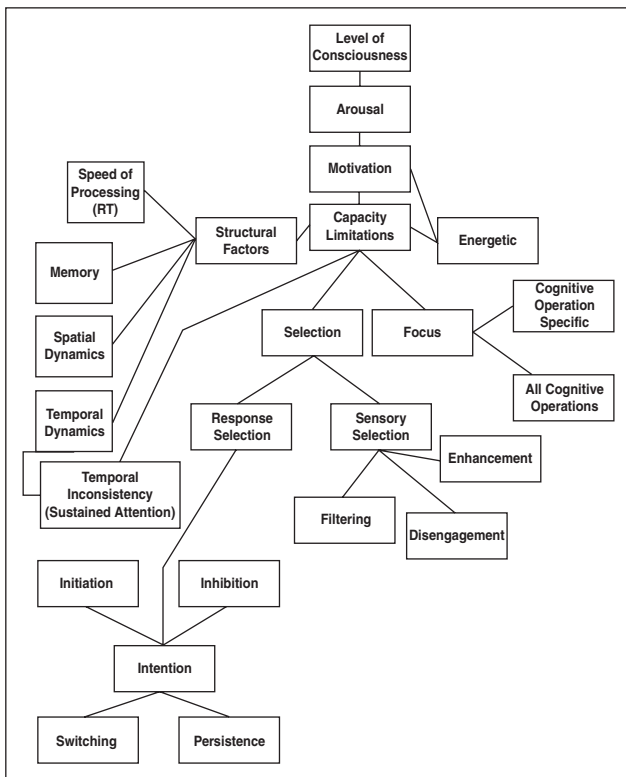 Level of
Consciousness
Arousal
Motivation
Speed of
Processing
(RT)
Structural
Factors
Capacity
Limitations
Energetic
Memory
Cognitive
Operation
Specific
Spatial
Dynamics
Selection
Focus
All Cognitive
Operations
Temporal
Dynamics
Response
Selection
Sensory
Selection
Enhancement
Temporal
Inconsistency
(Sustained Attention)
Filtering
Disengagement
Initiation
Inhibition
Intention
Switching
Persistence